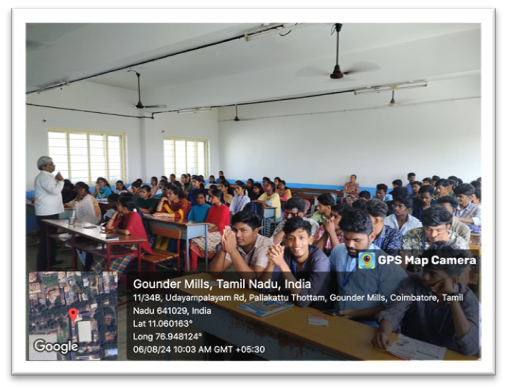 GPS Map Camera
Gounder Mills, Tamil Nadu, India
11/34B, Udayampalayam Rd, Pallakattu Thottam, Gounder Mills, Coimbatore, Tamil
Nadu 641029, India
Lat 11.060163°
Long 76.948124°
06/08/24 10:03 AM GMT +05:30
Google